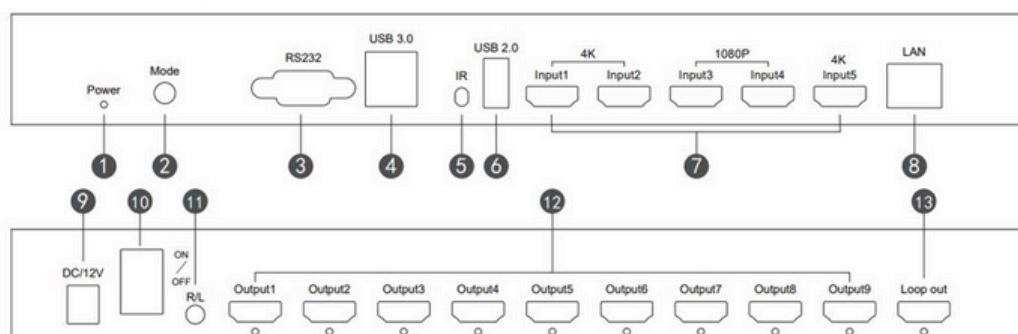 USB 3.0
RS232
USB 2.0
4K
1080P
4K
LAN
Mode
IR
Input1
Input2
Input3
Input4
Input5
Power
1
2
3
4
5
6
7
8
9
10
11
12
13
DC/12V
ON
/
OFF
R/L
Output1
Output2
Output3
Output4
Output5
Output6
Output7
Output8
Output9
Loop out